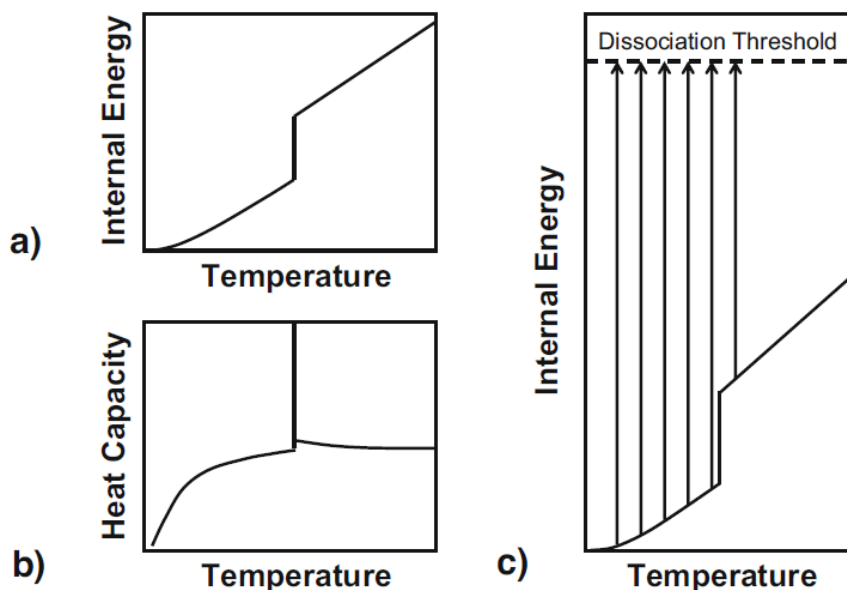 a)
Internal Energy
Temperature
b)
Heat Capacity
Temperature
c)
Dissociation Threshold
Internal Energy
Temperature